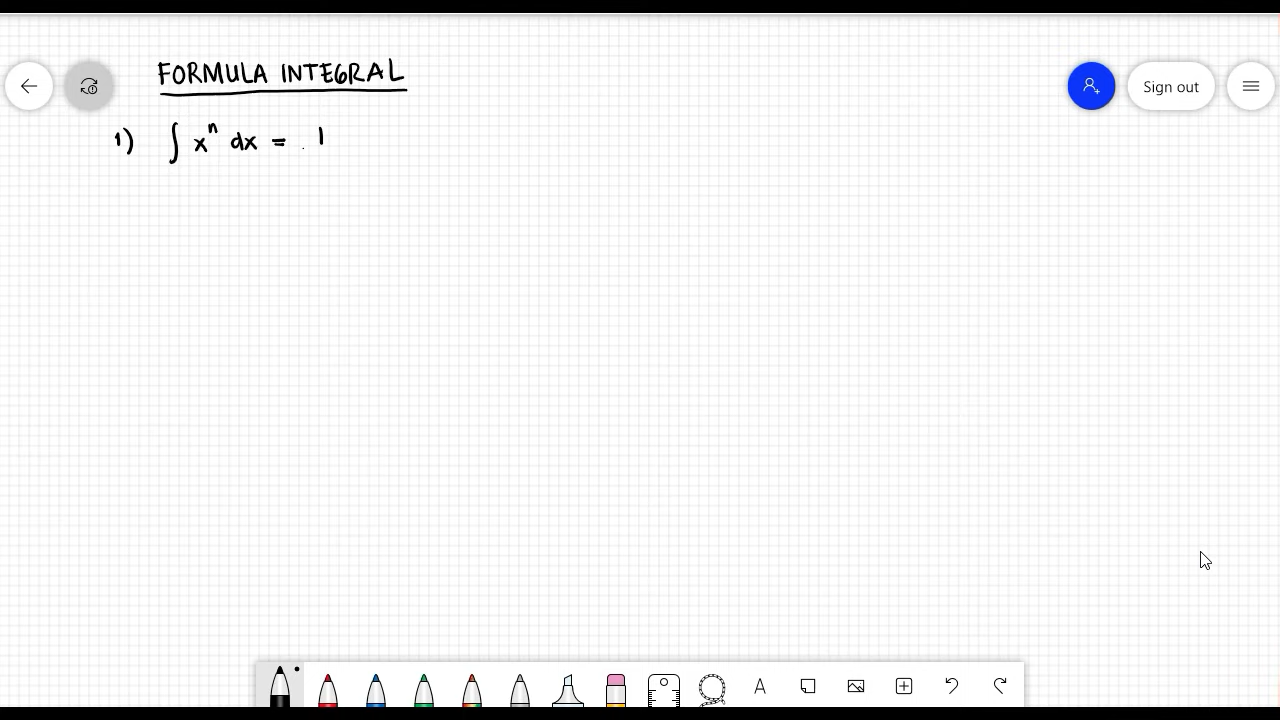 FORMULA INTEGRAL
Sign out
1) ∫ xⁿ dx = 1